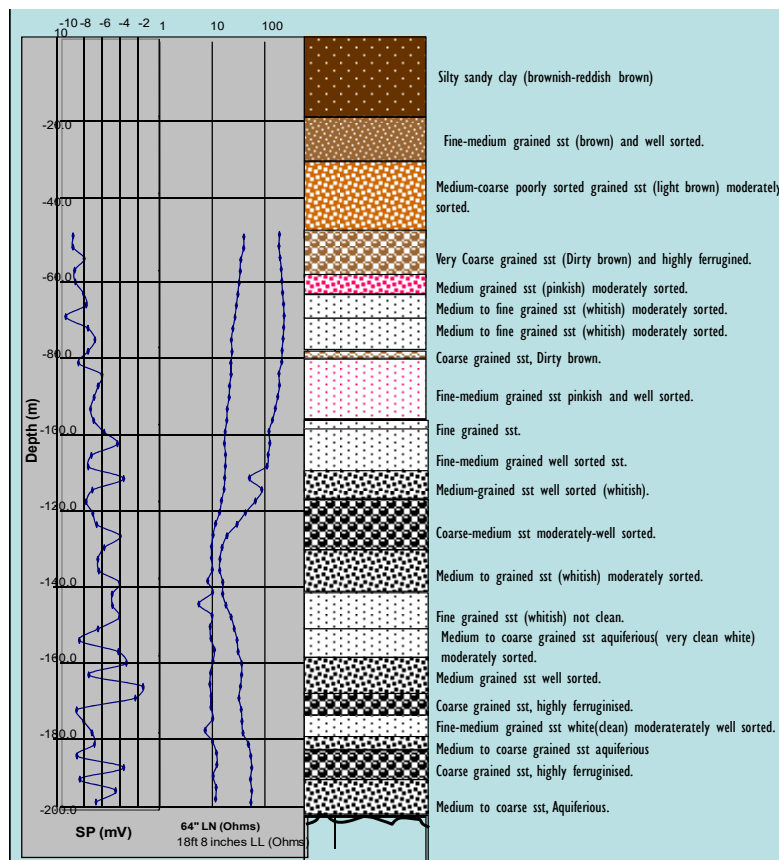 -10 -8 -6 -4 -2 1 10 100
10
Silty sandy clay (brownish-reddish brown)
-20.0
Fine-medium grained sst (brown) and well sorted.
Medium-coarse poorly sorted grained sst (light brown) moderately
sorted.
-40.0
Very Coarse grained sst (Dirty brown) and highly ferrugined.
-60.0
Medium grained sst (pinkish) moderately sorted.
Medium to fine grained sst (whitish) moderately sorted.
Medium to fine grained sst (whitish) moderately sorted.
-80.0
Coarse grained sst, Dirty brown.
Fine-medium grained sst pinkish and well sorted.
Depth (m)
-100.0
Fine grained sst.
Fine-medium grained well sorted sst.
Medium-grained sst well sorted (whitish).
-120.0
Coarse-medium sst moderately-well sorted.
-140.0
Medium to grained sst (whitish) moderately sorted.
Fine grained sst (whitish) not clean.
Medium to coarse grained sst aquiferious( very clean white)
moderately sorted.
-160.0
Medium grained sst well sorted.
Coarse grained sst, highly ferruginised.
Fine-medium grained sst white(clean) moderaterately well sorted.
-180.0
Medium to coarse grained sst aquiferious
Coarse grained sst, highly ferruginised.
-200.0
Medium to coarse sst, Aquiferious.
SP (mV)
64" LN (Ohms)
18ft 8 inches LL (Ohms)